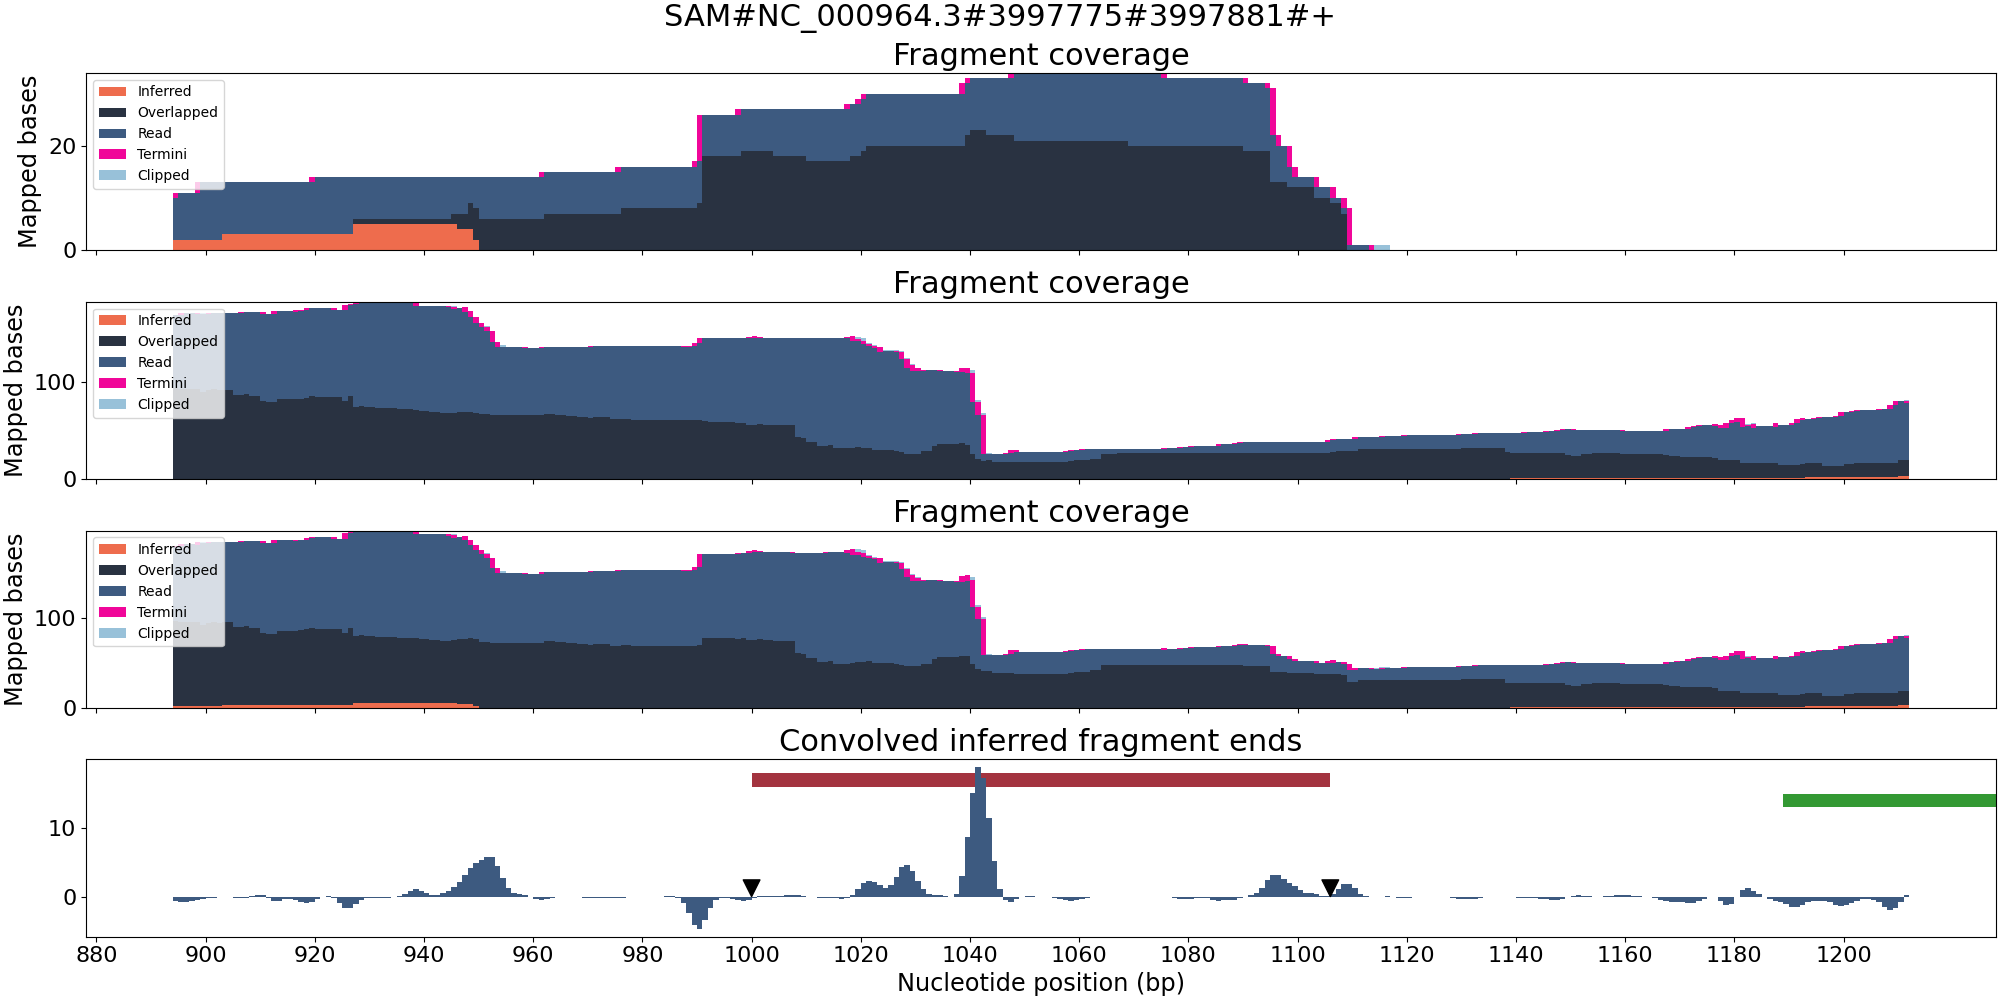 SAM#NC_000964.3#3997775#3997881#+
Fragment coverage
Mapped bases
20
0
Inferred
Overlapped
Read
Termini
Clipped
Fragment coverage
Mapped bases
100
0
Inferred
Overlapped
Read
Termini
Clipped
Fragment coverage
Mapped bases
100
0
Inferred
Overlapped
Read
Termini
Clipped
Convolved inferred fragment ends
10
0
880 900 920 940 960 980 1000 1020 1040 1060 1080 1100 1120 1140 1160 1180 1200
Nucleotide position (bp)